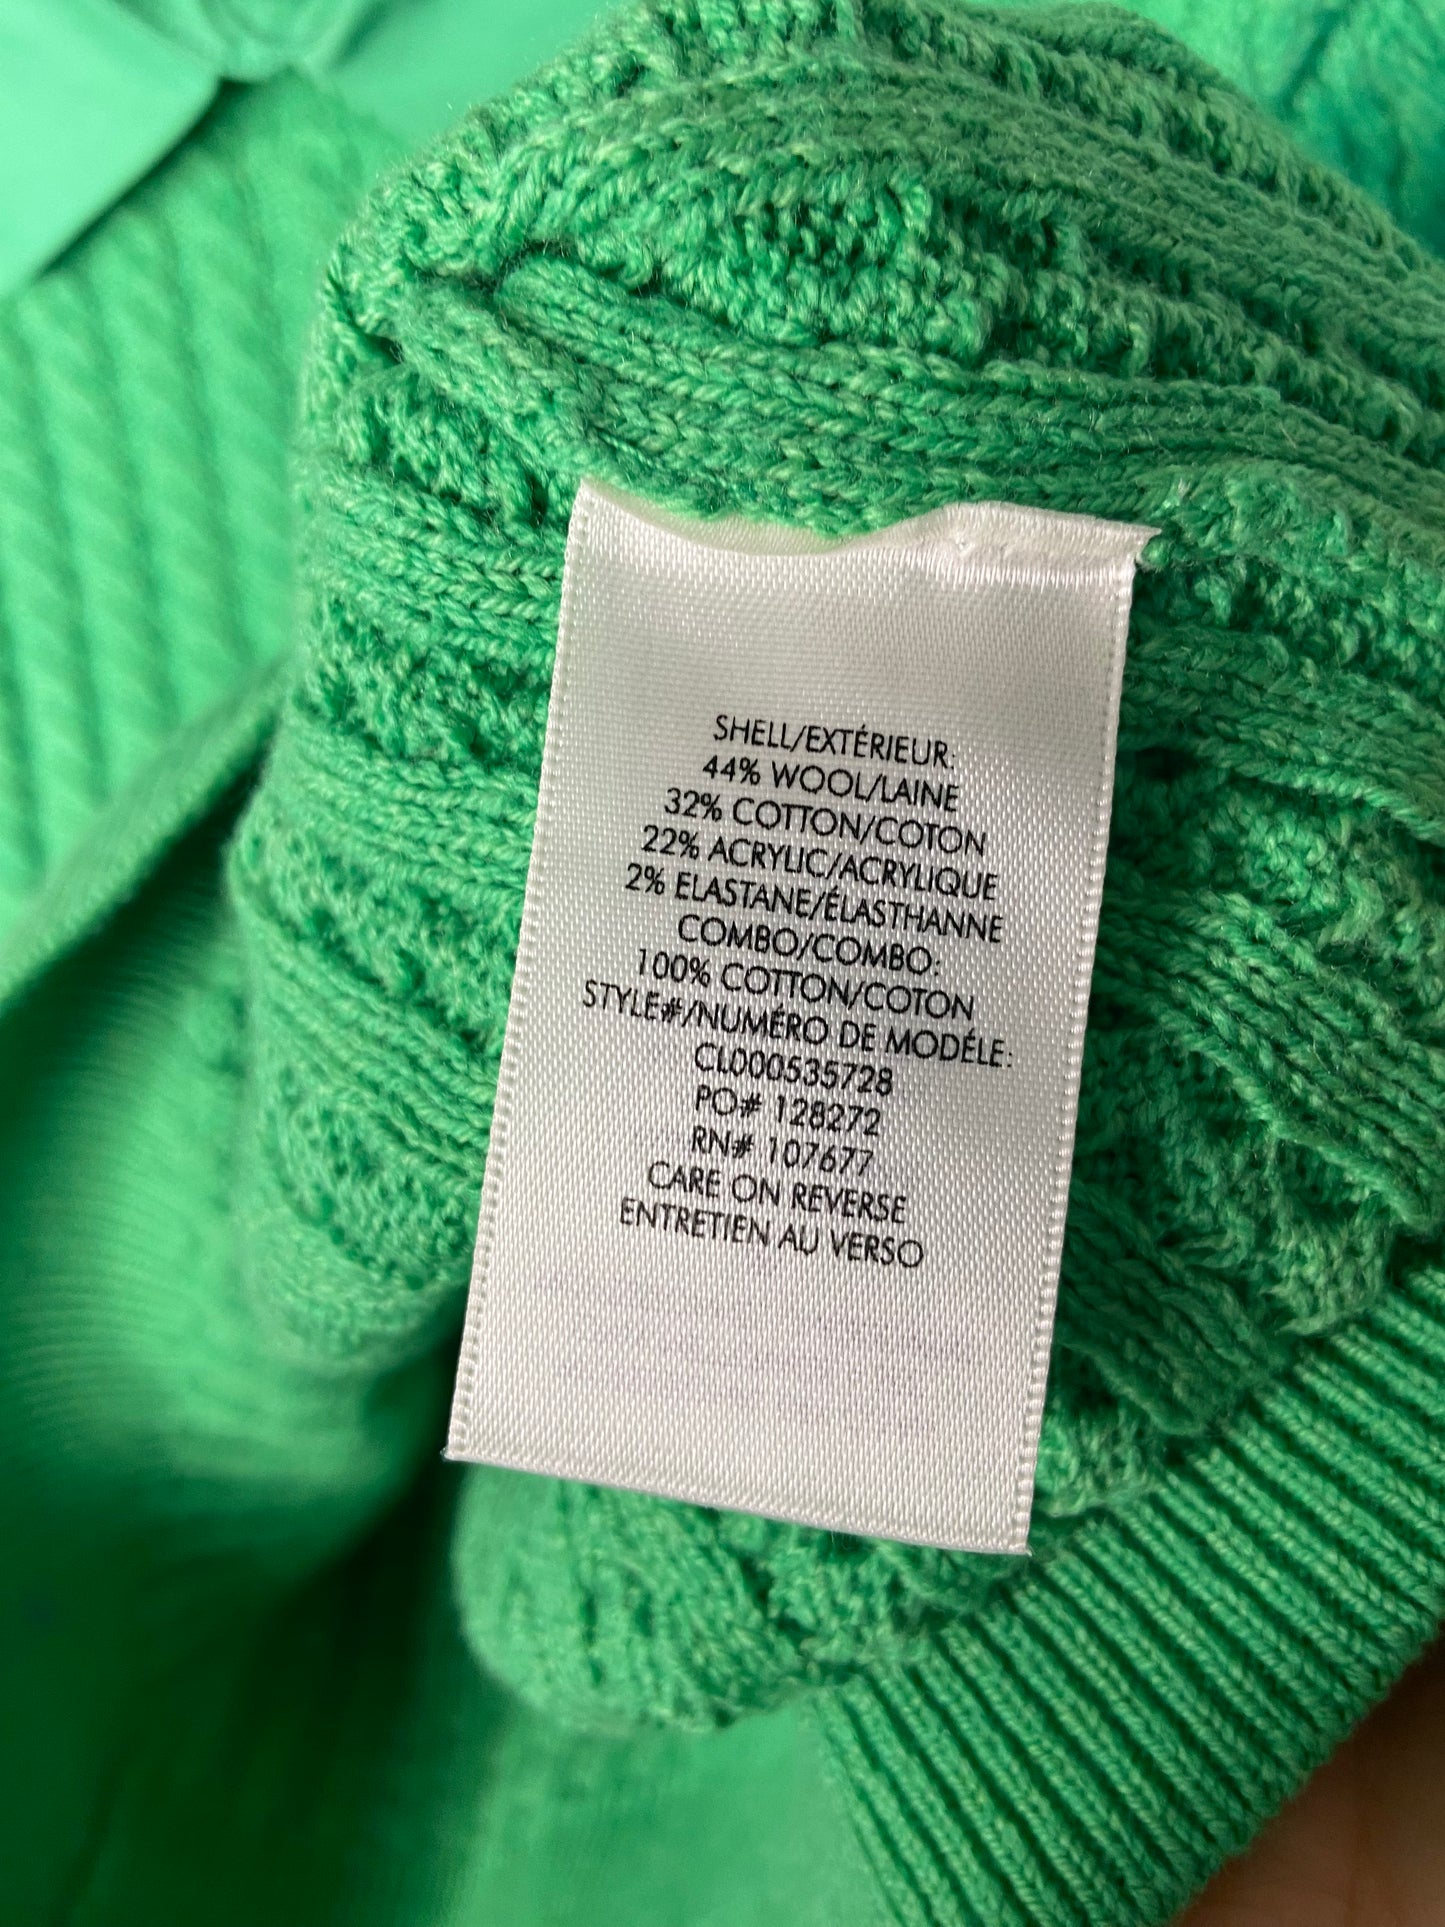 SHELL/EXTÉRIEUR:
44% WOOL/LAINE
32% COTTON/COTON
22% ACRYLIC/ACRYLIQUE
2% ELASTANE/ÉLASTHANNE
COMBO/COMBO:
100% COTTON/COTON
STYLE#/NUMÉRO DE MODÉLE:
CL000535728
PO# 128272
RN# 107677
CARE ON REVERSE
ENTRETIEN AU VERSO